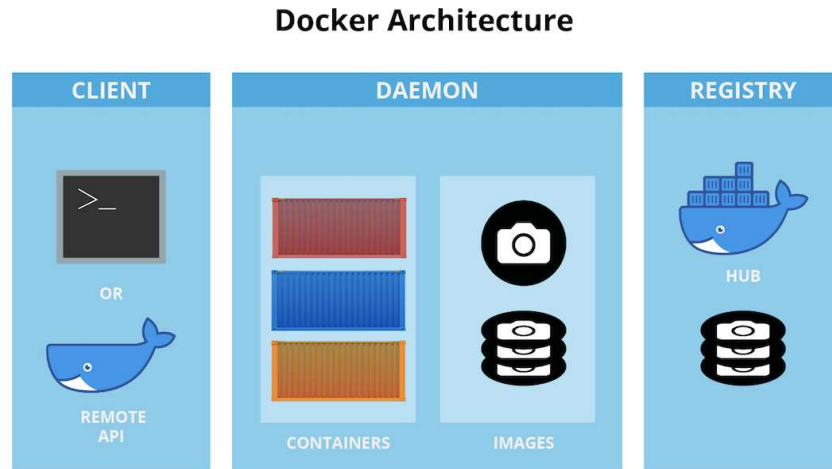 Docker Architecture
CLIENT
>_
OR
REMOTE
API
DAEMON
CONTAINERS
IMAGES
REGISTRY
HUB